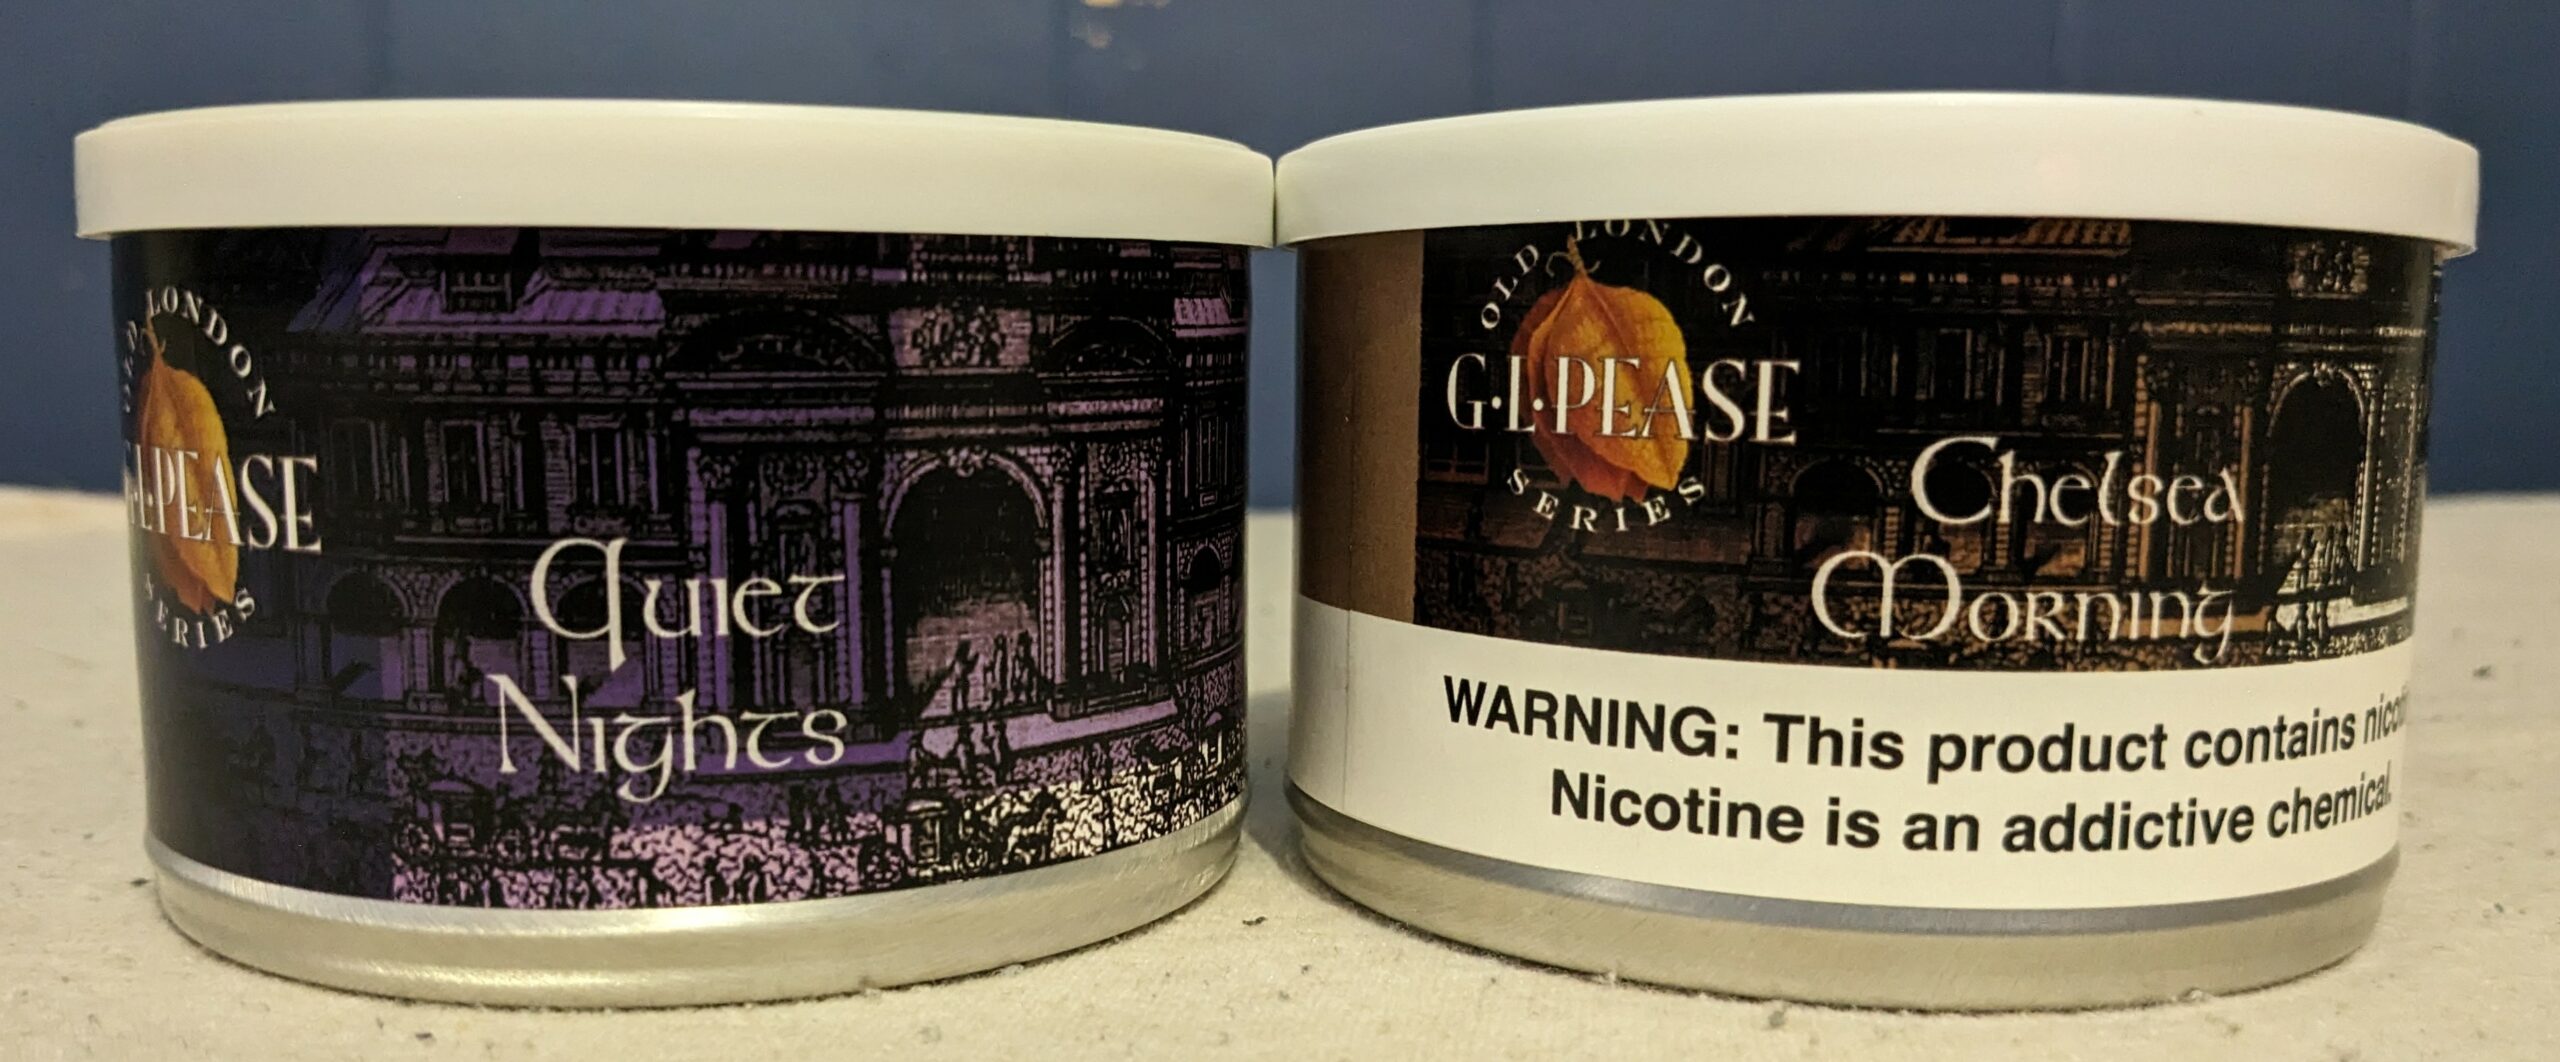 OLD LONDON
G·L·PEASE
SERIES
Quiet
Nights
OLD LONDON
G·L·PEASE
SERIES
Chelsea
Morning
WARNING: This product contains
Nicotine is an addictive chemical.